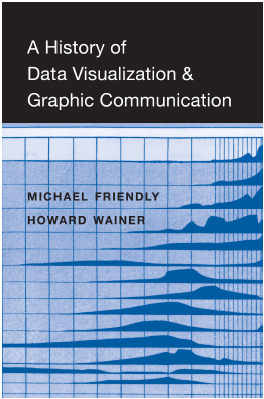 A History of
Data Visualization &
Graphic Communication
MICHAEL FRIENDLY
HOWARD WAINER